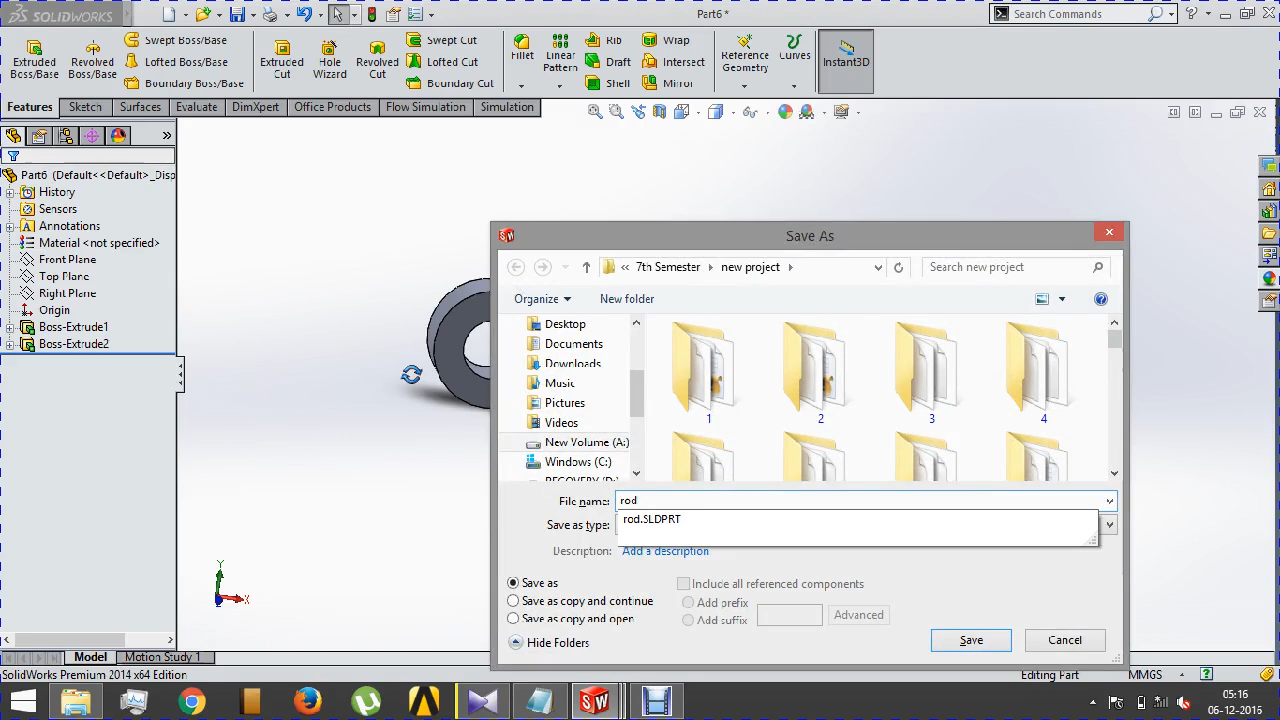 SOLIDWORKS
Part6 *
Search Commands
Extruded Boss/Base
Revolved Boss/Base
Swept Boss/Base
Lofted Boss/Base
Boundary Boss/Base
Extruded Cut
Hole Wizard
Revolved Cut
Swept Cut
Lofted Cut
Boundary Cut
Fillet
Linear Pattern
Rib
Draft
Shell
Wrap
Intersect
Mirror
Reference Geometry
Curves
Instant3D
Features
Sketch
Surfaces
Evaluate
DimXpert
Office Products
Flow Simulation
Simulation
Part6 (Default<<Default>_Disp
History
Sensors
Annotations
Material <not specified>
Front Plane
Top Plane
Right Plane
Origin
Boss-Extrude1
Boss-Extrude2
Save As
« 7th Semester
new project
Search new project
Organize
New folder
Desktop
Documents
Downloads
Music
Pictures
Videos
New Volume (A:)
Windows (C:)
RECOVERY (D:)
1
2
3
4
File name:
rod
Save as type:
rod.SLDPRT
Description:
Add a description
Save as
Save as copy and continue
Save as copy and open
Include all referenced components
Add prefix
Add suffix
Advanced
Hide Folders
Save
Cancel
Y
X
Model
Motion Study 1
SolidWorks Premium 2014 x64 Edition
Editing Part
MMGS
05:16
06-12-2016